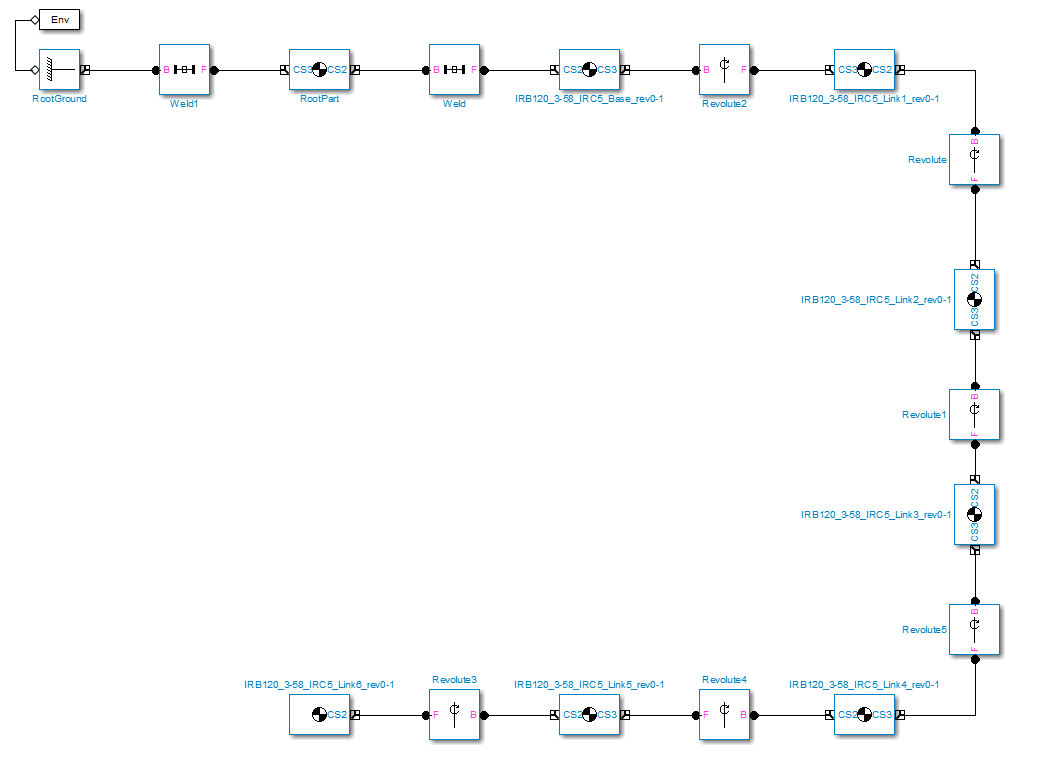 Env
RootGround
B F
Weld1
CS3 CS2
RootPart
B F
Weld
CS2 CS3
IRB120_3-58_IRC5_Base_rev0-1
B F
Revolute2
CS3 CS2
IRB120_3-58_IRC5_Link1_rev0-1
B
Revolute
F
CS2
IRB120_3-58_IRC5_Link2_rev0-1
CS3
B
Revolute1
F
CS2
IRB120_3-58_IRC5_Link3_rev0-1
CS3
B
Revolute5
F
IRB120_3-58_IRC5_Link6_rev0-1
CS2
Revolute3
F B
IRB120_3-58_IRC5_Link5_rev0-1
CS2 CS3
Revolute4
F B
IRB120_3-58_IRC5_Link4_rev0-1
CS2 CS3